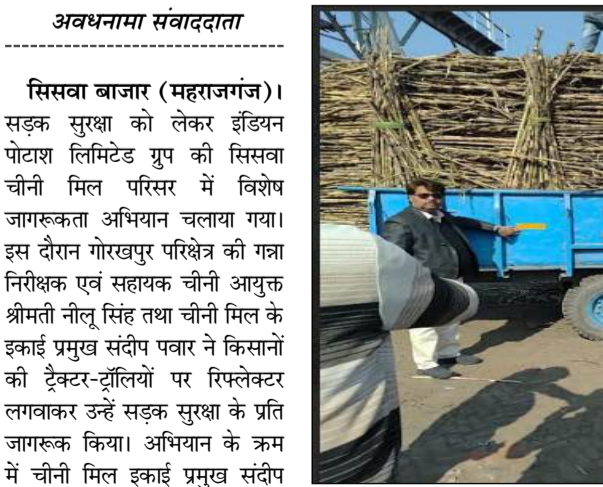 अवधनामा संवाददाता
सिसवा बाजार (महराजगंज)।
सड़क सुरक्षा को लेकर इंडियन
पोटाश लिमिटेड ग्रुप की सिसवा
चीनी मिल परिसर में विशेष
जागरूकता अभियान चलाया गया।
इस दौरान गोरखपुर परिक्षेत्र की गन्ना
निरीक्षक एवं सहायक चीनी आयुक्त
श्रीमती नीलू सिंह तथा चीनी मिल के
इकाई प्रमुख संदीप पवार ने किसानों
की ट्रैक्टर-ट्रॉलियों पर रिफ्लेक्टर
लगवाकर उन्हें सड़क सुरक्षा के प्रति
जागरूक किया। अभियान के क्रम
में चीनी मिल इकाई प्रमुख संदीप